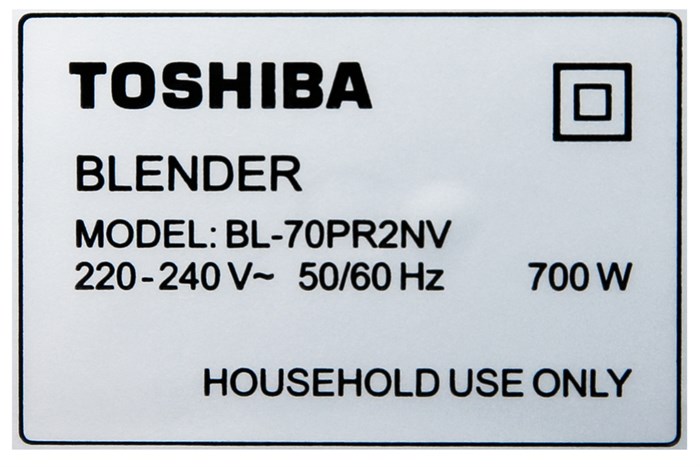 TOSHIBA
BLENDER
MODEL: BL-70PR2NV
220-240 V~ 50/60 Hz 700 W
HOUSEHOLD USE ONLY